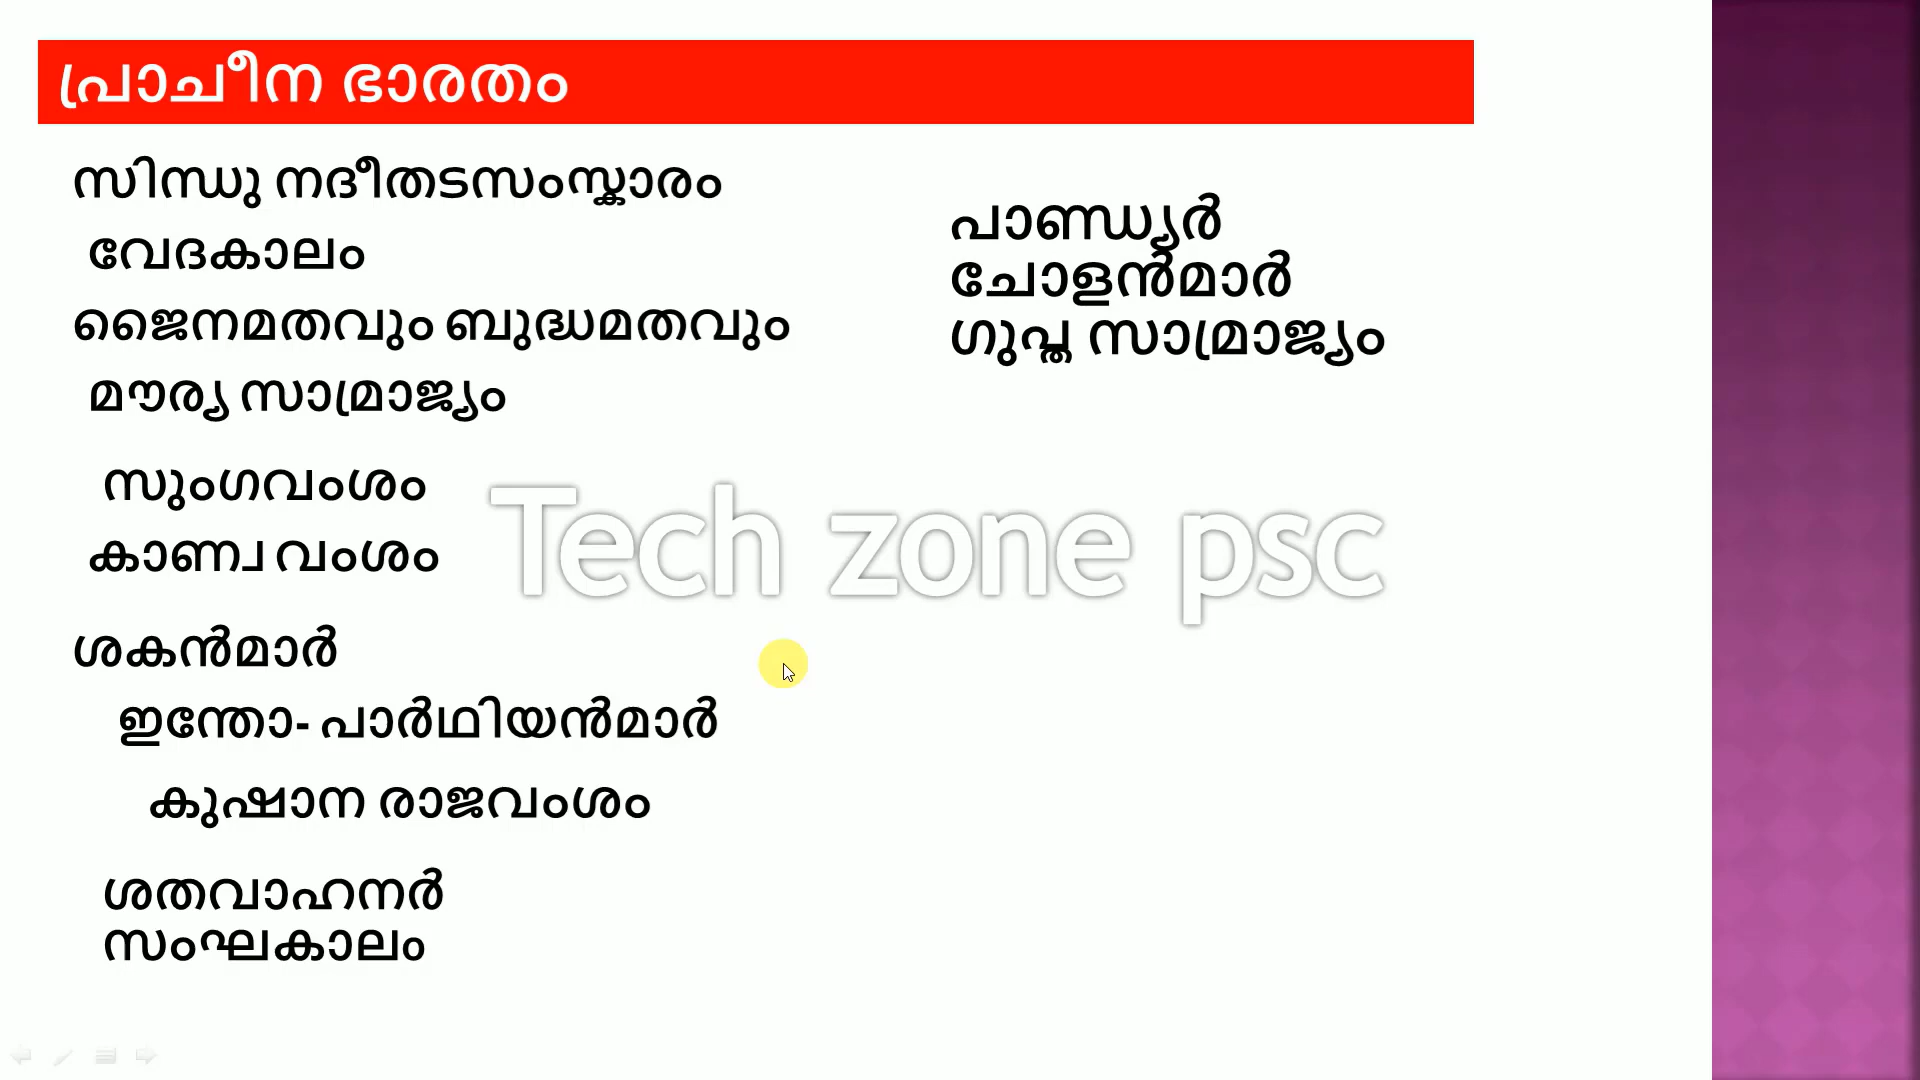 പ്രാചീന ഭാരതം
സിന്ധു നദീതടസംസ്കാരം
വേദകാലം
ജൈനമതവും ബുദ്ധമതവും
മൗര്യ സാമ്രാജ്യം
സുംഗവംശം
കാണ്വ വംശം
ശകൻമാർ
ഇന്തോ- പാർഥിയൻമാർ
കുഷാന രാജവംശം
ശതവാഹനർ
സംഘകാലം
പാണ്ഡ്യർ
ചോളൻമാർ
ഗുപ്ത സാമ്രാജ്യം
Tech zone psc